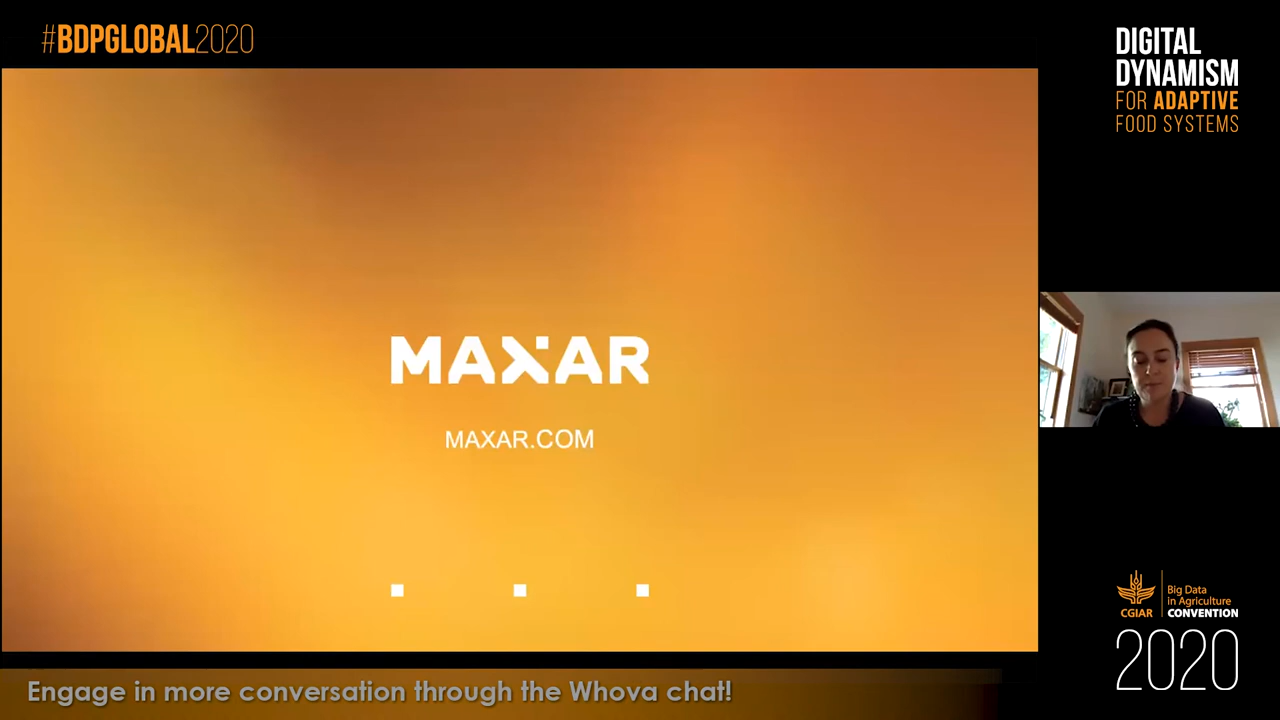 #BDPGLOBAL2020
DIGITAL
DYNAMISM
FOR ADAPTIVE
FOOD SYSTEMS
MAXAR
MAXAR.COM
CGIAR
Big Data
in Agriculture
CONVENTION
2020
Engage in more conversation through the Whova chat!